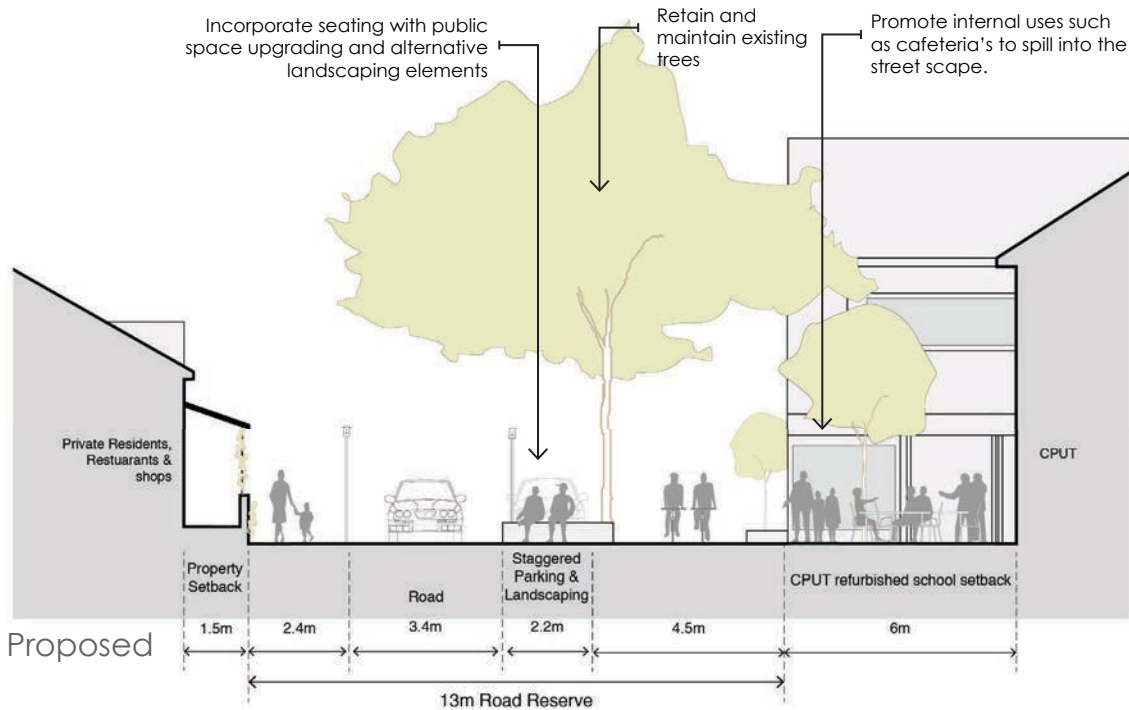 Incorporate seating with public
space upgrading and alternative
landscaping elements
Retain and
maintain existing
trees
Promote internal uses such
as cafeteria's to spill into the
street scape.
Private Residents,
Restuarants &
shops
CPUT
Property
Setback
Road
Staggered
Parking &
Landscaping
CPUT refurbished school setback
1.5m
2.4m
3.4m
2.2m
4.5m
6m
Proposed
13m Road Reserve